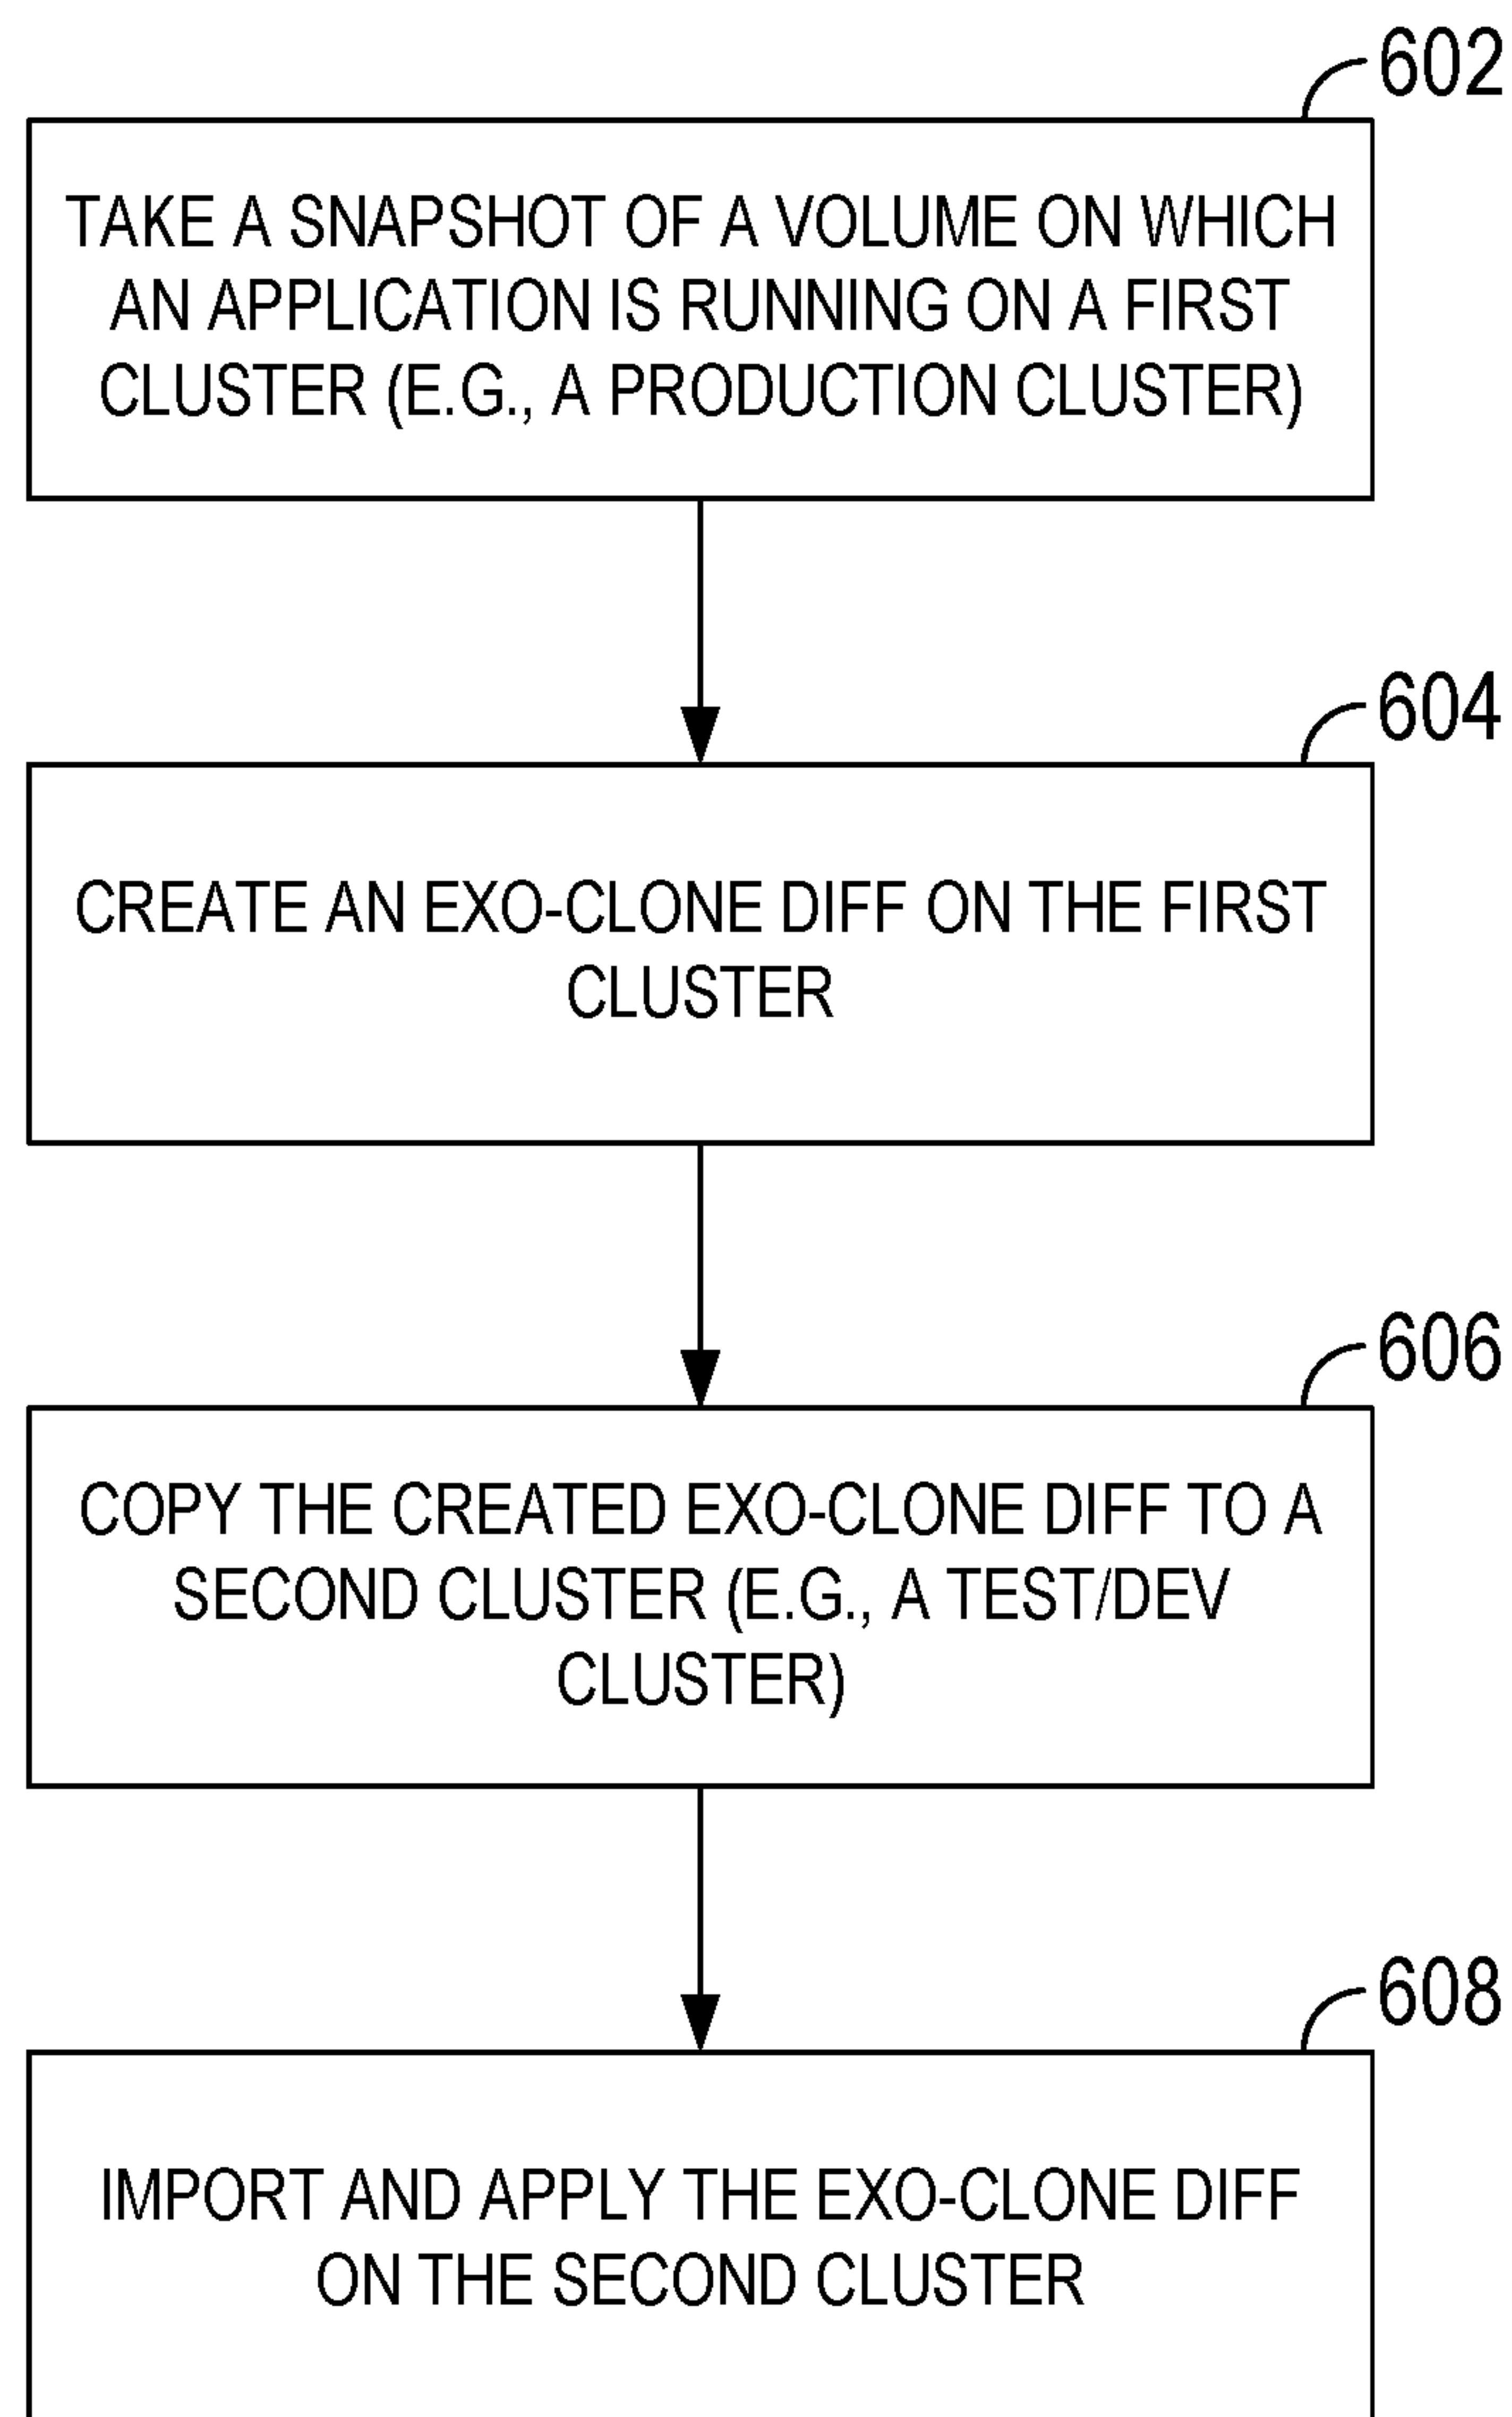 602
TAKE A SNAPSHOT OF A VOLUME ON WHICH
AN APPLICATION IS RUNNING ON A FIRST
CLUSTER (E.G., A PRODUCTION CLUSTER)
604
CREATE AN EXO-CLONE DIFF ON THE FIRST
CLUSTER
606
COPY THE CREATED EXO-CLONE DIFF TO A
SECOND CLUSTER (E.G., A TEST/DEV
CLUSTER)
608
IMPORT AND APPLY THE EXO-CLONE DIFF
ON THE SECOND CLUSTER